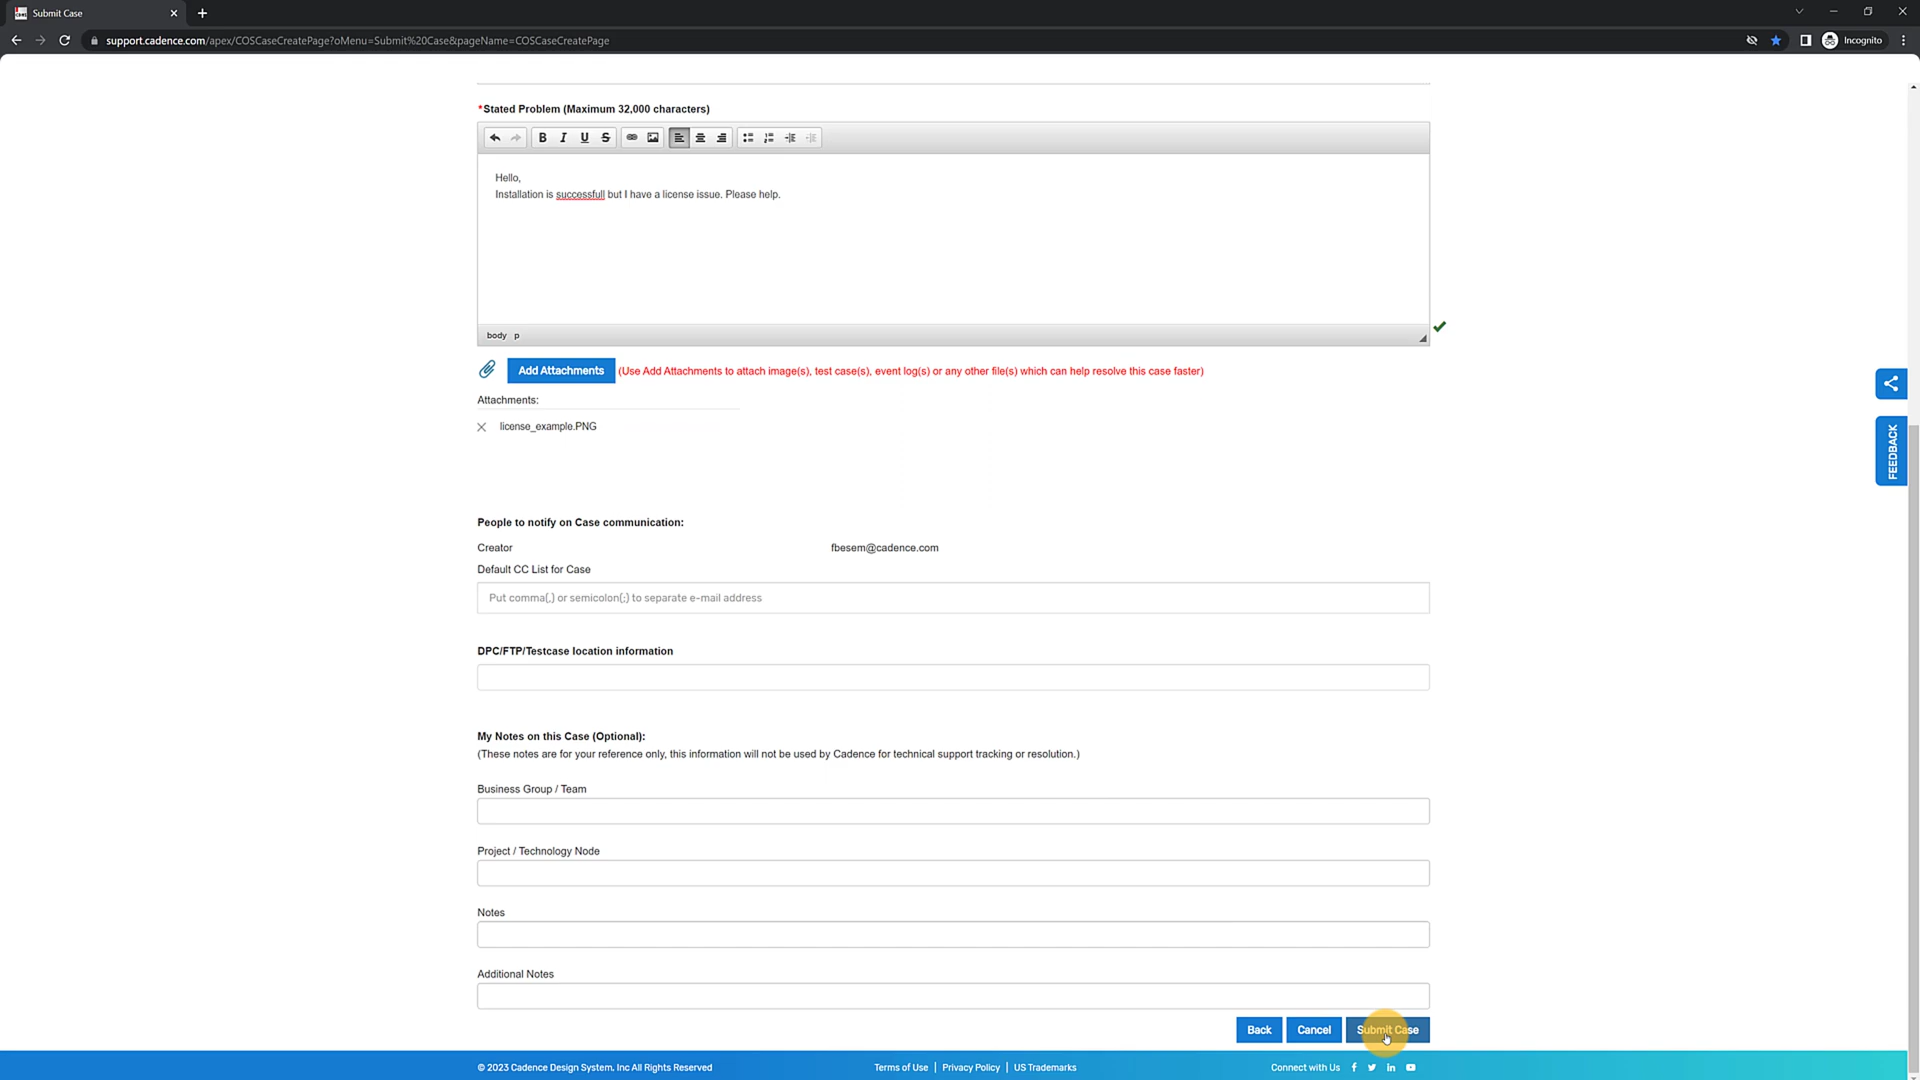 Submit Case
support.cadence.com/apex/COSCaseCreatePage?oMenu=Submit%20Case&pageName=COSCaseCreatePage
Incognito
*Stated Problem (Maximum 32,000 characters)
B I U S
Hello,
Installation is successfull but I have a license issue. Please help.
body p
Add Attachments (Use Add Attachments to attach image(s), test case(s), event log(s) or any other file(s) which can help resolve this case faster)
Attachments:
license_example.PNG
FEEDBACK
People to notify on Case communication:
Creator fbesem@cadence.com
Default CC List for Case
Put comma(,) or semicolon(;) to separate e-mail address
DPC/FTP/Testcase location information
My Notes on this Case (Optional):
(These notes are for your reference only, this information will not be used by Cadence for technical support tracking or resolution.)
Business Group / Team
Project / Technology Node
Notes
Additional Notes
Back Cancel Submit Case
© 2023 Cadence Design System, Inc All Rights Reserved Terms of Use | Privacy Policy | US Trademarks Connect with Us